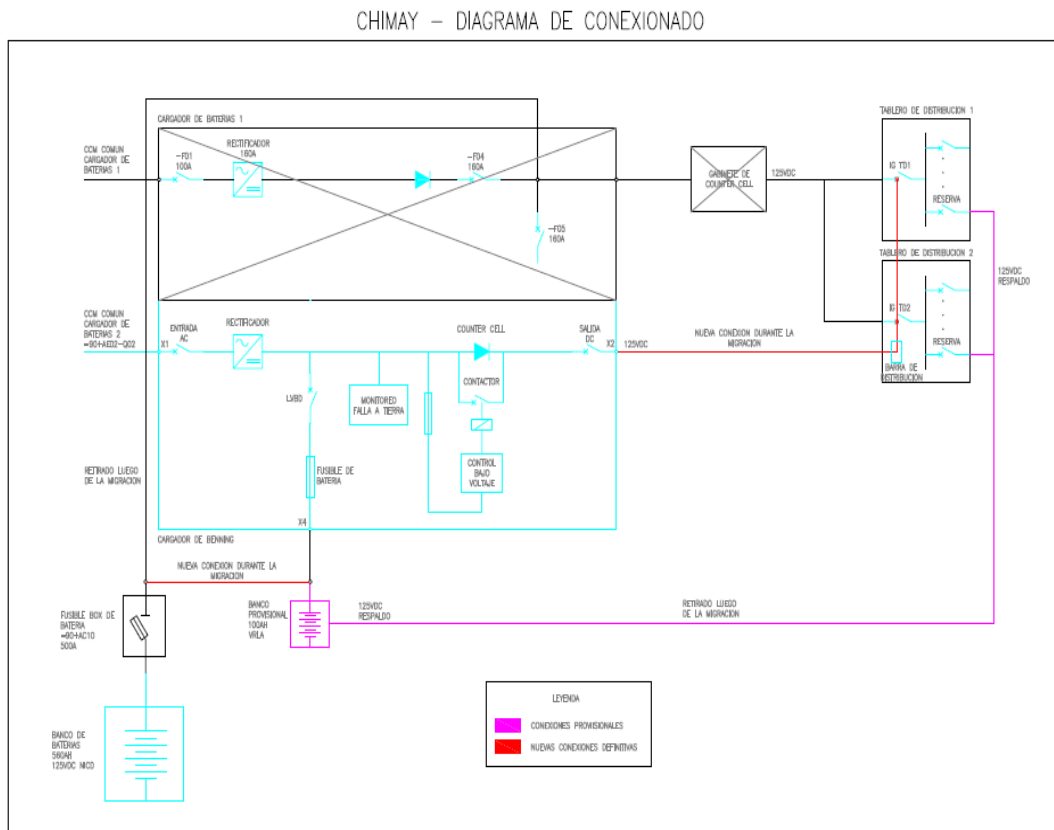 CHIMAY - DIAGRAMA DE CONEXIONADO
CARGADOR DE BATERIAS 1
TABLERO DE DISTRIBUCION 1
CCM COMUN
CARGADOR DE
BATERIAS 1
-F01
100A
RECTIFICADOR
160A
-F04
160A
-F05
160A
GABINETE DE
COUNTER CELL
125VDC
IG TD1
RESERVA
TABLERO DE DISTRIBUCION 2
125VDC
RESPALDO
IG TD2
RESERVA
BARRA DE
DISTRIBUCION
CCM COMUN
CARGADOR DE
BATERIAS 2
=90+AE02-Q02
X1
ENTRADA
AC
RECTIFICADOR
COUNTER CELL
SALIDA
DC
X2
125VDC
NUEVA CONEXION DURANTE LA
MIGRACION
LVBD
MONITOREO
FALLA A TIERRA
CONTACTOR
CONTROL
BAJO
VOLTAJE
FUSIBLE DE
BATERIA
X4
RETIRADO LUEGO
DE LA MIGRACION
CARGADOR DE BENNING
NUEVA CONEXION DURANTE LA
MIGRACION
FUSIBLE BOX DE
BATERIA
=90+AC10
500A
BANCO
PROVISIONAL
100AH
VRLA
125VDC
RESPALDO
RETIRADO LUEGO
DE LA MIGRACION
BANCO DE
BATERIAS
560AH
125VDC NICD
LEYENDA
CONEXIONES PROVISIONALES
NUEVAS CONEXIONES DEFINITIVAS